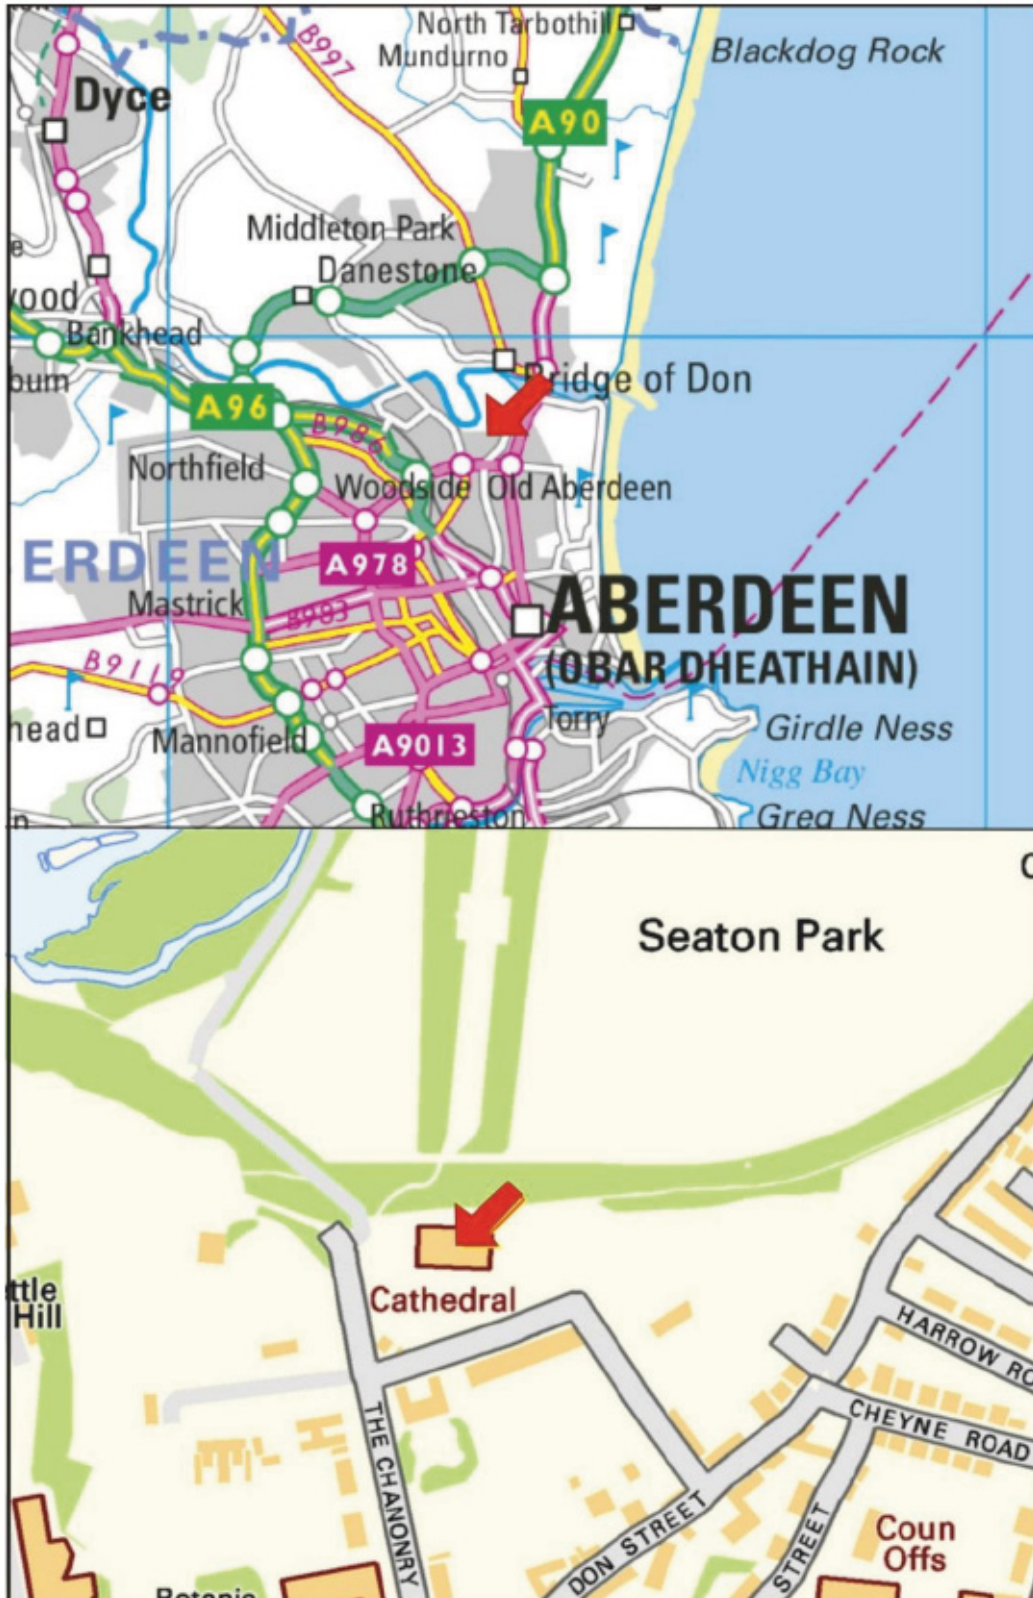 North Tarbothill
B997
Mundurno
Blackdog Rock
Dyce
A90
Middleton Park
Danestone
Bankhead
A96
Bridge of Don
B986
Northfield
Woodside
Old Aberdeen
ERDEEN
A978
Mastrick
B983
ABERDEEN
(OBAR DHEATHAIN)
B9119
head
Mannofield
A9013
Torry
Girdle Ness
Nigg Bay
Ruthrieston
Greg Ness
Seaton Park
Cathedral
ttle
Hill
HARROW RO
CHEYNE ROAD
THE CHANONRY
DON STREET
STREET
Coun
Offs
Botanic